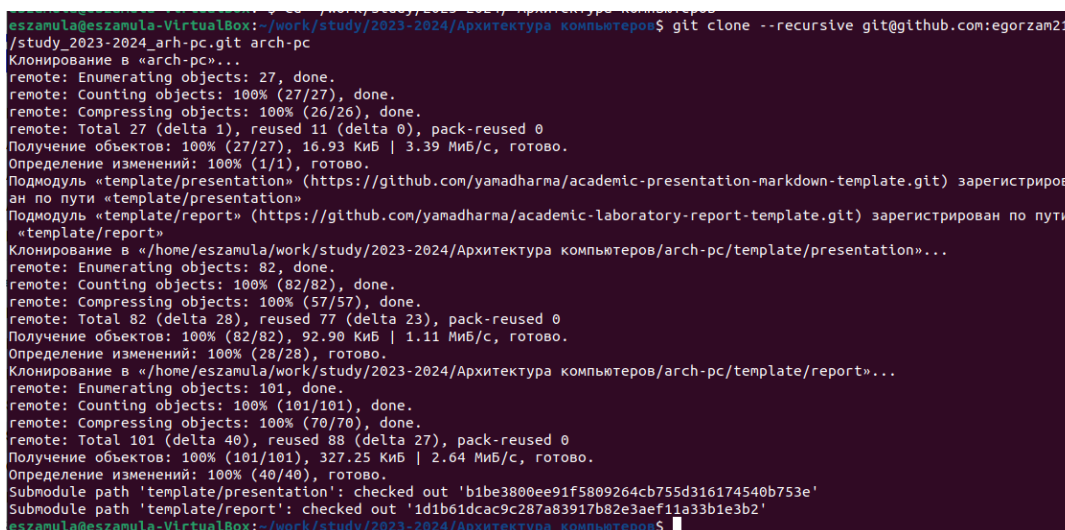 eszamula@eszamula-VirtualBox:~$ cd ~/work/study/2023-2024/"Архитектура компьютеров"
eszamula@eszamula-VirtualBox:~/work/study/2023-2024/Архитектура компьютеров$ git clone --recursive git@github.com:egorzam21
/study_2023-2024_arh-pc.git arch-pc
Клонирование в «arch-pc»...
remote: Enumerating objects: 27, done.
remote: Counting objects: 100% (27/27), done.
remote: Compressing objects: 100% (26/26), done.
remote: Total 27 (delta 1), reused 11 (delta 0), pack-reused 0
Получение объектов: 100% (27/27), 16.93 КиБ | 3.39 МиБ/с, готово.
Определение изменений: 100% (1/1), готово.
Подмодуль «template/presentation» (https://github.com/yamadharma/academic-presentation-markdown-template.git) зарегистриров
ан по пути «template/presentation»
Подмодуль «template/report» (https://github.com/yamadharma/academic-laboratory-report-template.git) зарегистрирован по пути
 «template/report»
Клонирование в «/home/eszamula/work/study/2023-2024/Архитектура компьютеров/arch-pc/template/presentation»...
remote: Enumerating objects: 82, done.
remote: Counting objects: 100% (82/82), done.
remote: Compressing objects: 100% (57/57), done.
remote: Total 82 (delta 28), reused 77 (delta 23), pack-reused 0
Получение объектов: 100% (82/82), 92.90 КиБ | 1.11 МиБ/с, готово.
Определение изменений: 100% (28/28), готово.
Клонирование в «/home/eszamula/work/study/2023-2024/Архитектура компьютеров/arch-pc/template/report»...
remote: Enumerating objects: 101, done.
remote: Counting objects: 100% (101/101), done.
remote: Compressing objects: 100% (70/70), done.
remote: Total 101 (delta 40), reused 88 (delta 27), pack-reused 0
Получение объектов: 100% (101/101), 327.25 КиБ | 2.64 МиБ/с, готово.
Определение изменений: 100% (40/40), готово.
Submodule path 'template/presentation': checked out 'b1be3800ee91f5809264cb755d316174540b753e'
Submodule path 'template/report': checked out '1d1b61dcac9c287a83917b82e3aef11a33b1e3b2'
eszamula@eszamula-VirtualBox:~/work/study/2023-2024/Архитектура компьютеров$